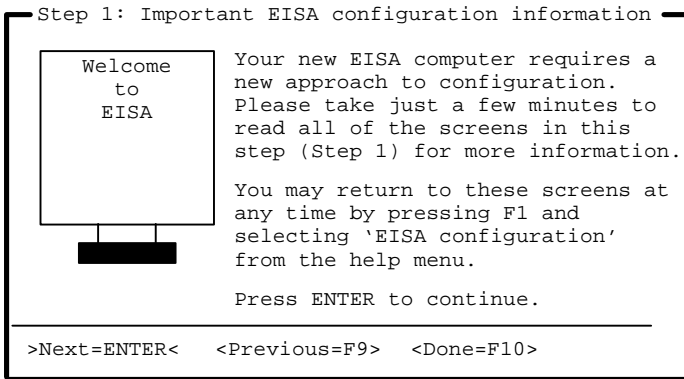 Step 1: Important EISA configuration information
Welcome
to
EISA
Your new EISA computer requires a
new approach to configuration.
Please take just a few minutes to
read all of the screens in this
step (Step 1) for more information.
You may return to these screens at
any time by pressing F1 and
selecting ‘EISA configuration’
from the help menu.
Press ENTER to continue.
>Next=ENTER< <Previous=F9> <Done=F10>